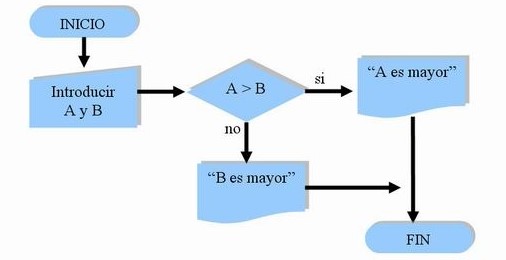 INICIO
Introducir
A y B
A > B
si
“A es mayor”
no
“B es mayor”
FIN